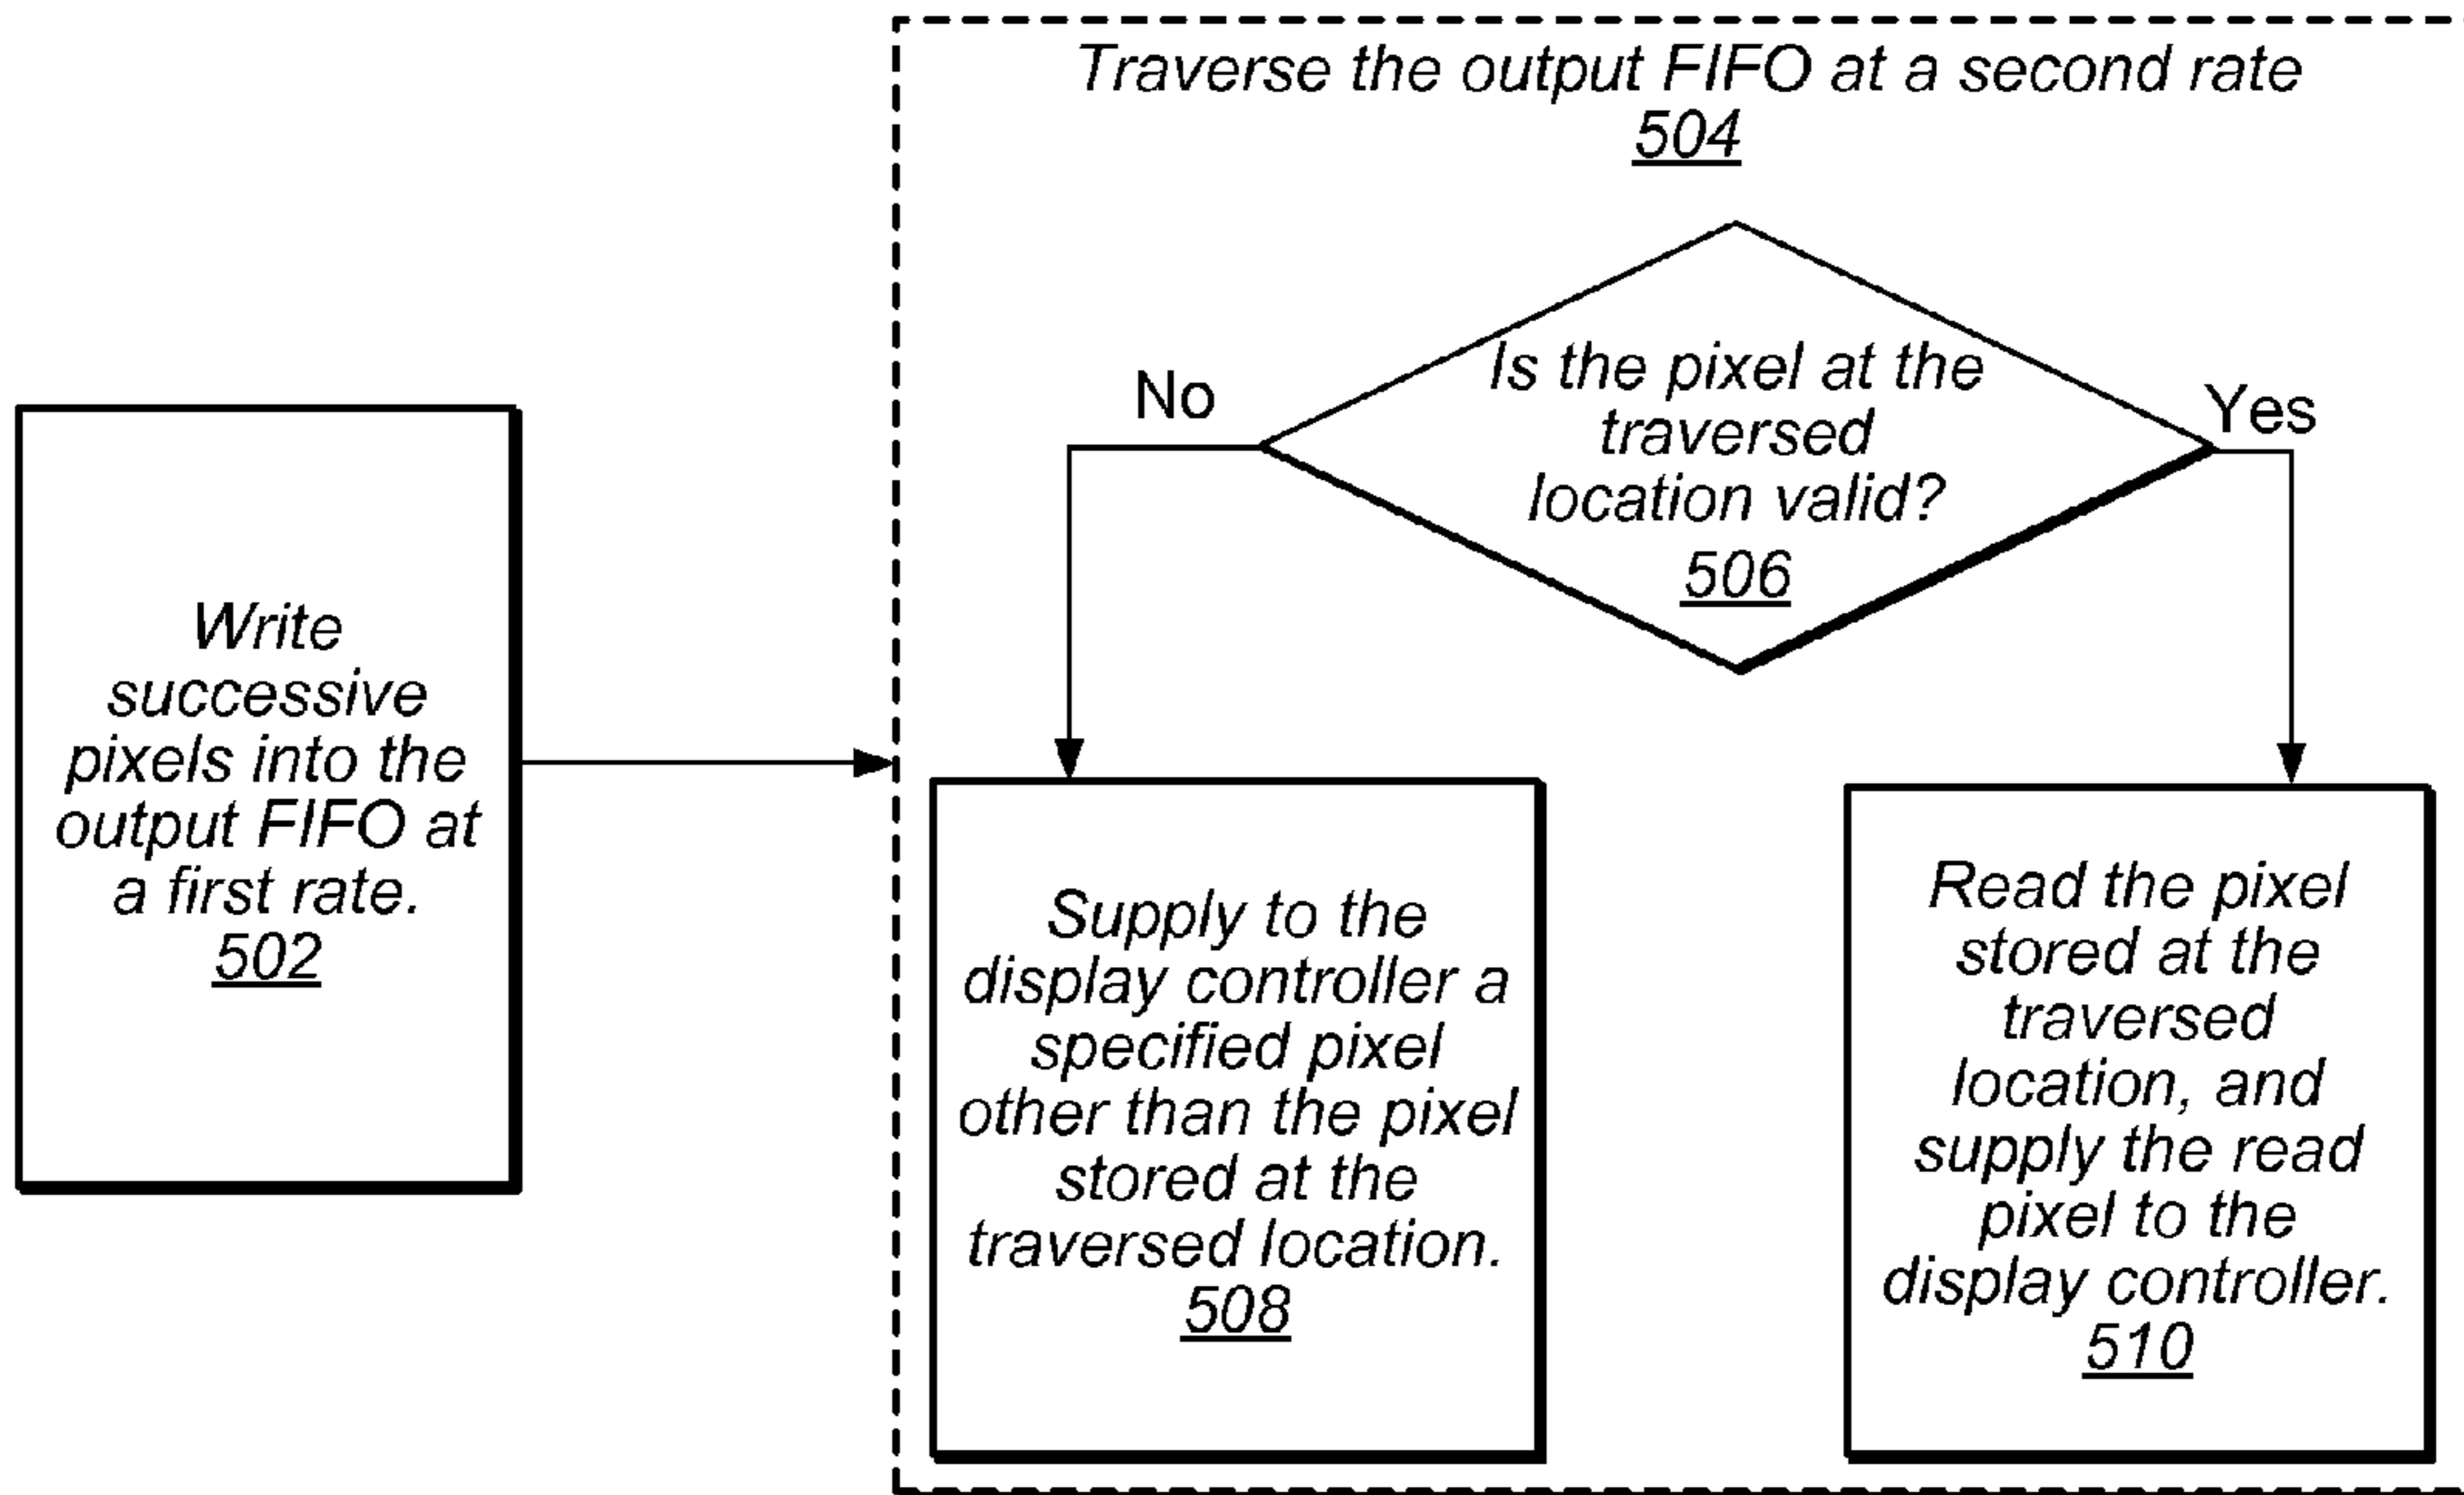 Traverse the output FIFO at a second rate
504
Is the pixel at the
traversed
location valid?
506
No
Yes
Write
successive
pixels into the
output FIFO at
a first rate.
502
Supply to the
display controller a
specified pixel
other than the pixel
stored at the
traversed location.
508
Read the pixel
stored at the
traversed
location, and
supply the read
pixel to the
display controller.
510